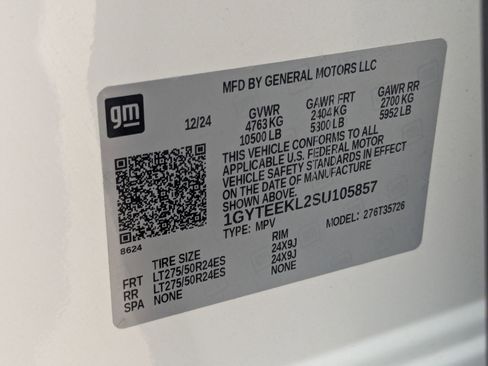 MFD BY GENERAL MOTORS LLC
gm
12/24
GVWR
4763 KG
10500 LB
GAWR FRT
2404 KG
5300 LB
GAWR RR
2700 KG
5952 LB
THIS VEHICLE CONFORMS TO ALL
APPLICABLE U.S. FEDERAL MOTOR
VEHICLE SAFETY STANDARDS IN EFFECT
ON THE DATE OF MANUFACTURE
SHOWN ABOVE.
1GYTEEKL2SU105857
TYPE: MPV
MODEL: 276T35726
8624
TIRE SIZE RIM
FRT LT275/50R24ES 24X9J
RR LT275/50R24ES 24X9J
SPA NONE NONE